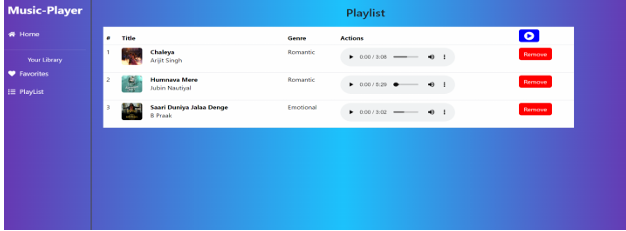 Music-Player
Playlist
Home
Your Library
Favorites
PlayList
# Title Genre Actions
1 Chaleya Romantic 0:00 / 3:08 Remove
Arijit Singh
2 Humnava Mere Romantic 0:00 / 5:29 Remove
Jubin Nautiyal
3 Saari Duniya Jalaa Denge Emotional 0:00 / 3:02 Remove
B Praak